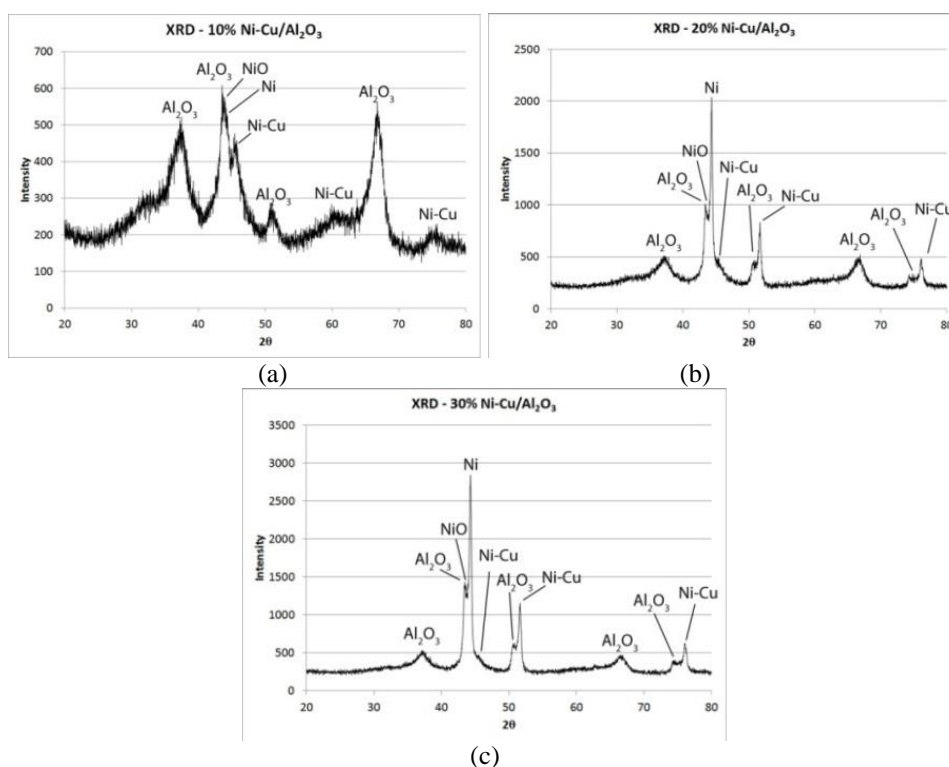 XRD - 10% Ni-Cu/Al₂O₃
700
600
500
400
300
200
100
0
Intensity
Al₂O₃
Al₂O₃
NiO
Ni
Ni-Cu
Al₂O₃
Ni-Cu
Al₂O₃
Ni-Cu
20 30 40 50 60 70 80
2θ
(a)
XRD - 20% Ni-Cu/Al₂O₃
2500
2000
1500
1000
500
0
Intensity
Al₂O₃
Al₂O₃
NiO
Ni
Ni-Cu
Al₂O₃
Ni-Cu
Al₂O₃
Al₂O₃
Ni-Cu
20 30 40 50 60 70 80
2θ
(b)
XRD - 30% Ni-Cu/Al₂O₃
3500
3000
2500
2000
1500
1000
500
0
Intensity
Al₂O₃
Al₂O₃
NiO
Ni
Ni-Cu
Al₂O₃
Ni-Cu
Al₂O₃
Al₂O₃
Ni-Cu
20 30 40 50 60 70 80
2θ
(c)